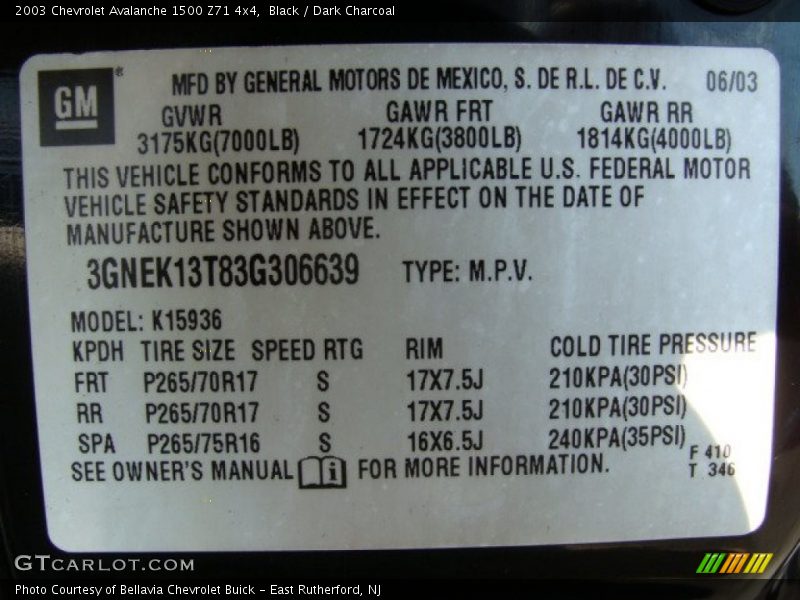 2003 Chevrolet Avalanche 1500 Z71 4x4, Black / Dark Charcoal
GM® MFD BY GENERAL MOTORS DE MEXICO, S. DE R.L. DE C.V. 06/03
GVWR GAWR FRT GAWR RR
3175KG(7000LB) 1724KG(3800LB) 1814KG(4000LB)
THIS VEHICLE CONFORMS TO ALL APPLICABLE U.S. FEDERAL MOTOR
VEHICLE SAFETY STANDARDS IN EFFECT ON THE DATE OF
MANUFACTURE SHOWN ABOVE.
3GNEK13T83G306639 TYPE: M.P.V.
MODEL: K15936
KPDH TIRE SIZE SPEED RTG RIM COLD TIRE PRESSURE
FRT P265/70R17 S 17X7.5J 210KPA(30PSI)
RR P265/70R17 S 17X7.5J 210KPA(30PSI)
SPA P265/75R16 S 16X6.5J 240KPA(35PSI)
SEE OWNER'S MANUAL i FOR MORE INFORMATION.
F 410
T 346
GTCARLOT.COM
Photo Courtesy of Bellavia Chevrolet Buick - East Rutherford, NJ